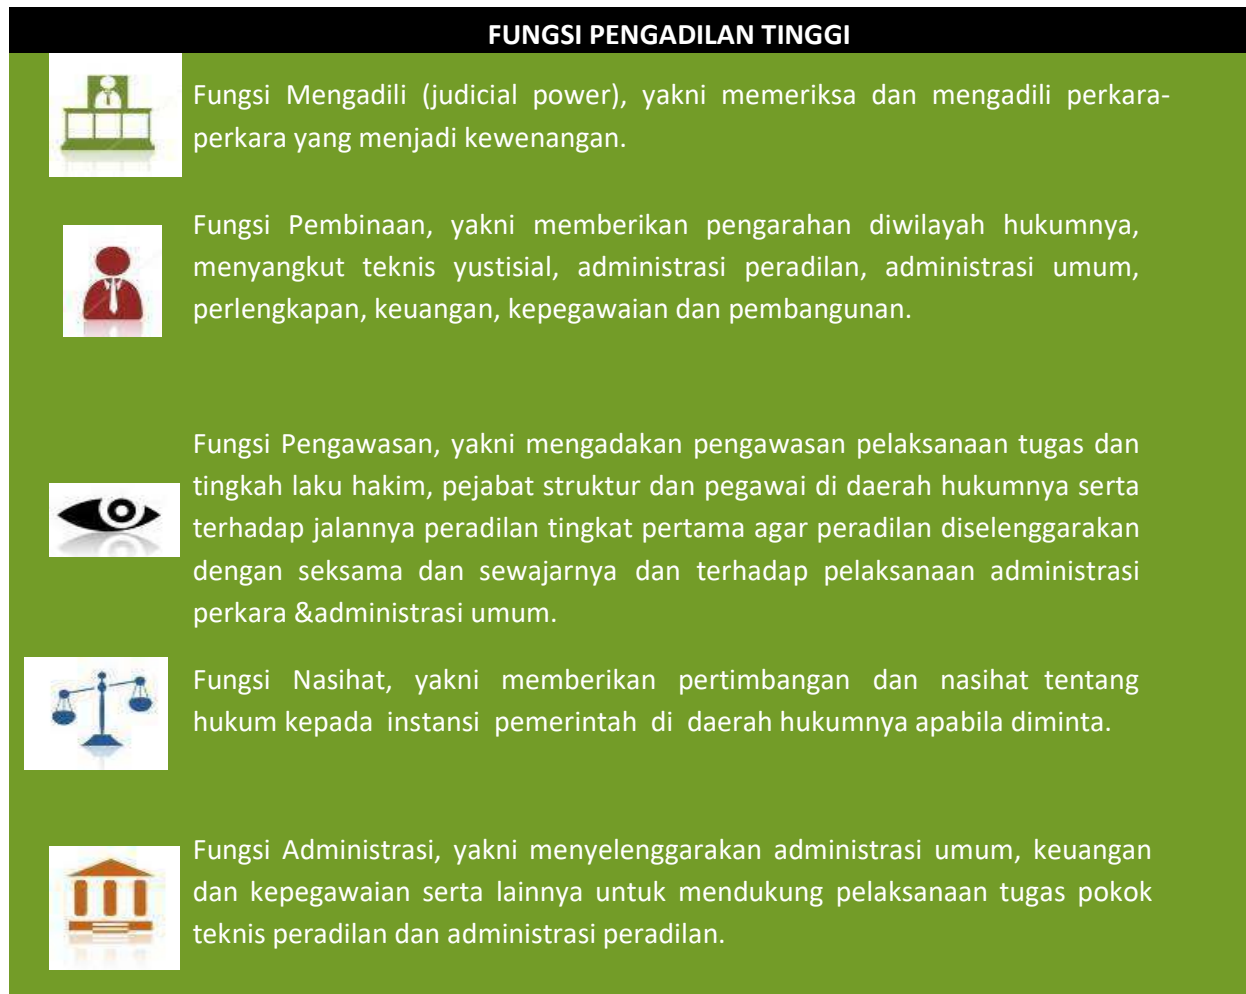 FUNGSI PENGADILAN TINGGI
Fungsi Mengadili (judicial power), yakni memeriksa dan mengadili perkara-
perkara yang menjadi kewenangan.
Fungsi Pembinaan, yakni memberikan pengarahan diwilayah hukumnya,
menyangkut teknis yustisial, administrasi peradilan, administrasi umum,
perlengkapan, keuangan, kepegawaian dan pembangunan.
Fungsi Pengawasan, yakni mengadakan pengawasan pelaksanaan tugas dan
tingkah laku hakim, pejabat struktur dan pegawai di daerah hukumnya serta
terhadap jalannya peradilan tingkat pertama agar peradilan diselenggarakan
dengan seksama dan sewajarnya dan terhadap pelaksanaan administrasi
perkara &administrasi umum.
Fungsi Nasihat, yakni memberikan pertimbangan dan nasihat tentang
hukum kepada instansi pemerintah di daerah hukumnya apabila diminta.
Fungsi Administrasi, yakni menyelenggarakan administrasi umum, keuangan
dan kepegawaian serta lainnya untuk mendukung pelaksanaan tugas pokok
teknis peradilan dan administrasi peradilan.